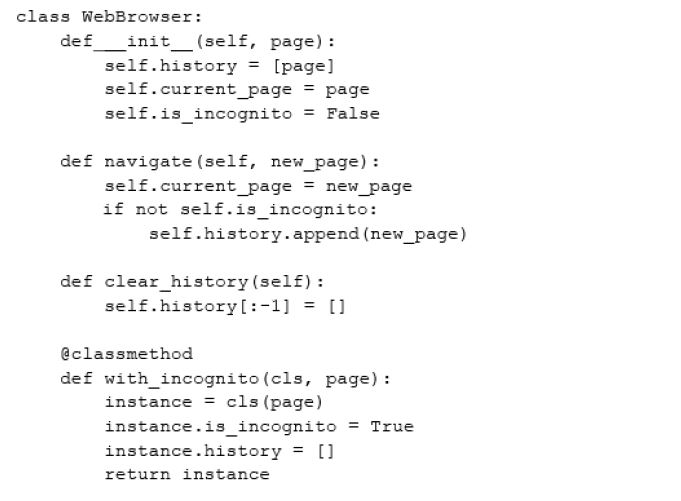 class WebBrowser:
    def__init__(self, page):
        self.history = [page]
        self.current_page = page
        self.is_incognito = False

    def navigate(self, new_page):
        self.current_page = new_page
        if not self.is_incognito:
            self.history.append(new_page)

    def clear_history(self):
        self.history[:-1] = []

    @classmethod
    def with_incognito(cls, page):
        instance = cls(page)
        instance.is_incognito = True
        instance.history = []
        return instance